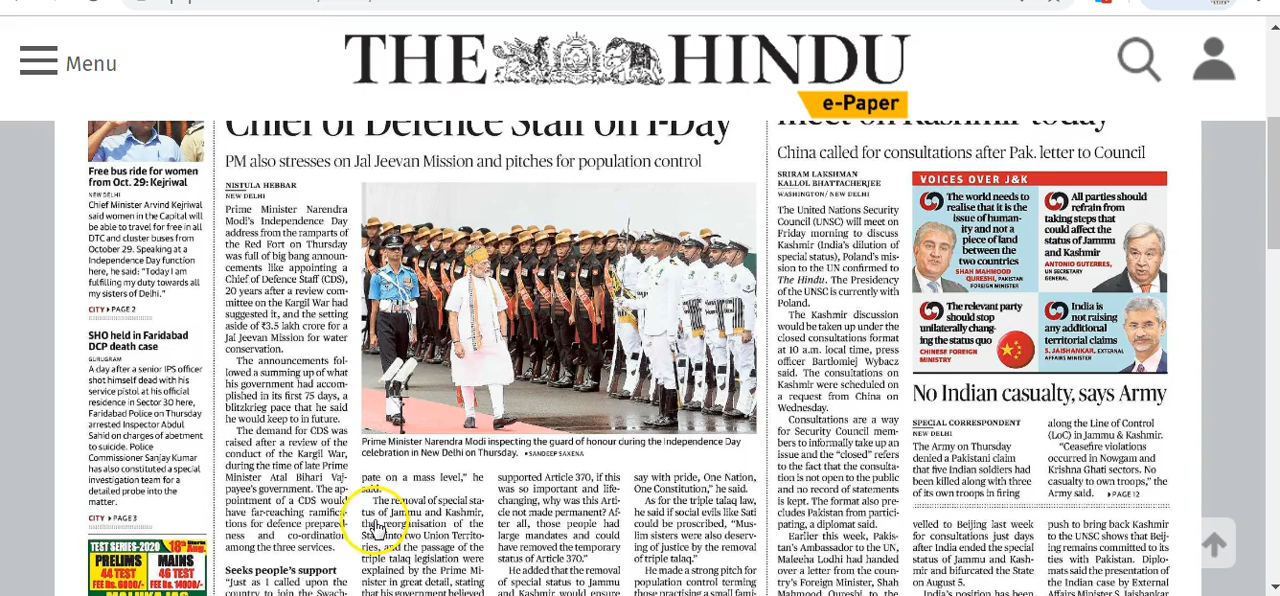 Menu
THE HINDU
e-Paper
Chief of Defence Staff on I-Day
PM also stresses on Jal Jeevan Mission and pitches for population control
meet on Kashmir today
China called for consultations after Pak. letter to Council
Free bus ride for women
from Oct. 29: Kejriwal
NEW DELHI
Chief Minister Arvind Kejriwal
said women in the Capital will
be able to travel for free in all
DTC and cluster buses from
October 29. Speaking at a
Independence Day function
here, he said: "Today I am
fulfilling my duty towards all
my sisters of Delhi."
CITY ▸ PAGE 2
SHO held in Faridabad
DCP death case
GURUGRAM
A day after a senior IPS officer
shot himself dead with his
service pistol at his official
residence in Sector 30 here,
Faridabad Police on Thursday
arrested Inspector Abdul
Sahid on charges of abetment
to suicide. Police
Commissioner Sanjay Kumar
has also constituted a special
investigation team for a
detailed probe into the
matter.
CITY ▸ PAGE 3
TEST SERIES-2020
PRELIMS
44 TEST
FEE Rs. 6000/-
MAINS
46 TEST
FEE Rs. 14000/-
NISTULA HEBBAR
NEW DELHI
Prime Minister Narendra
Modi's Independence Day
address from the ramparts of
the Red Fort on Thursday
was full of big bang announ-
cements like appointing a
Chief of Defence Staff (CDS),
20 years after a review com-
mittee on the Kargil War had
suggested it, and the setting
aside of ₹3.5 lakh crore for a
Jal Jeevan Mission for water
conservation.
The announcements fol-
lowed a summing up of what
his government had accom-
plished in its first 75 days, a
blitzkrieg pace that he said
he would keep to in future.
The demand for CDS was
raised after a review of the
conduct of the Kargil War,
during the time of late Prime
Minister Atal Bihari Vaj-
payee's government. The ap-
pointment of a CDS would
have far-reaching ramifica-
tions for defence prepared-
ness and co-ordination
among the three services.
Seeks people's support
"Just as I called upon the
country to join the Swach-
Prime Minister Narendra Modi inspecting the guard of honour during the Independence Day
celebration in New Delhi on Thursday. ▪ SANDEEP SAXENA
pate on a mass level," he
said.
The removal of special sta-
tus of Jammu and Kashmir,
the reorganisation of the
State into two Union Territo-
ries, and the passage of the
triple talaq legislation were
explained by the Prime Mi-
nister in great detail, stating
that his government believed
supported Article 370, if this
was so important and life-
changing, why was this Arti-
cle not made permanent? Af-
ter all, those people had
large mandates and could
have removed the temporary
status of Article 370."
He added that the removal
of special status to Jammu
and Kashmir would ensure
say with pride, One Nation,
One Constitution," he said.
As for the triple talaq law,
he said if social evils like Sati
could be proscribed, "Mus-
lim sisters were also deserv-
ing of justice by the removal
of triple talaq".
He made a strong pitch for
population control terming
those practising a small fami-
SRIRAM LAKSHMAN
KALLOL BHATTACHERJEE
WASHINGTON/ NEW DELHI
The United Nations Security
Council (UNSC) will meet on
Friday morning to discuss
Kashmir (India's dilution of
special status), Poland's mis-
sion to the UN confirmed to
The Hindu. The Presidency
of the UNSC is currently with
Poland.
The Kashmir discussion
would be taken up under the
closed consultations format
at 10 a.m. local time, press
officer Bartłomiej Wybacz
said. The consultations on
Kashmir were scheduled on
a request from China on
Wednesday.
Consultations are a way
for Security Council mem-
bers to informally take up an
issue and the "closed" refers
to the fact that the consulta-
tion is not open to the public
and no record of statements
is kept. The format also pre-
cludes Pakistan from partici-
pating, a diplomat said.
Earlier this week, Pakis-
tan's Ambassador to the UN,
Maleeha Lodhi had handed
over a letter from the coun-
try's Foreign Minister, Shah
Mahmood Qureshi, to the
VOICES OVER J&K
The world needs to
realise that it is the
issue of human-
ity and not a
piece of land
between the
two countries
SHAH MAHMOOD
QURESHI, PAKISTAN
FOREIGN MINISTER
All parties should
refrain from
taking steps that
could affect the
status of Jammu
and Kashmir
ANTONIO GUTERRES,
UN SECRETARY
GENERAL
The relevant party
should stop
unilaterally chang-
ing the status quo
CHINESE FOREIGN
MINISTRY
India is
not raising
any additional
territorial claims
S. JAISHANKAR, EXTERNAL
AFFAIRS MINISTER
No Indian casualty, says Army
SPECIAL CORRESPONDENT
NEW DELHI
The Army on Thursday
denied a Pakistani claim
that five Indian soldiers had
been killed along with three
of its own troops in firing
along the Line of Control
(LoC) in Jammu & Kashmir.
"Ceasefire violations
occurred in Nowgam and
Krishna Ghati sectors. No
casualty to own troops," the
Army said. ▸ PAGE 12
velled to Beijing last week
for consultations just days
after India ended the special
status of Jammu and Kash-
mir and bifurcated the State
on August 5.
India's position has been
push to bring back Kashmir
to the UNSC shows that Beij-
ing remains committed to its
ties with Pakistan. Diplo-
mats said the presentation of
the Indian case by External
Affairs Minister S. Jaishankar